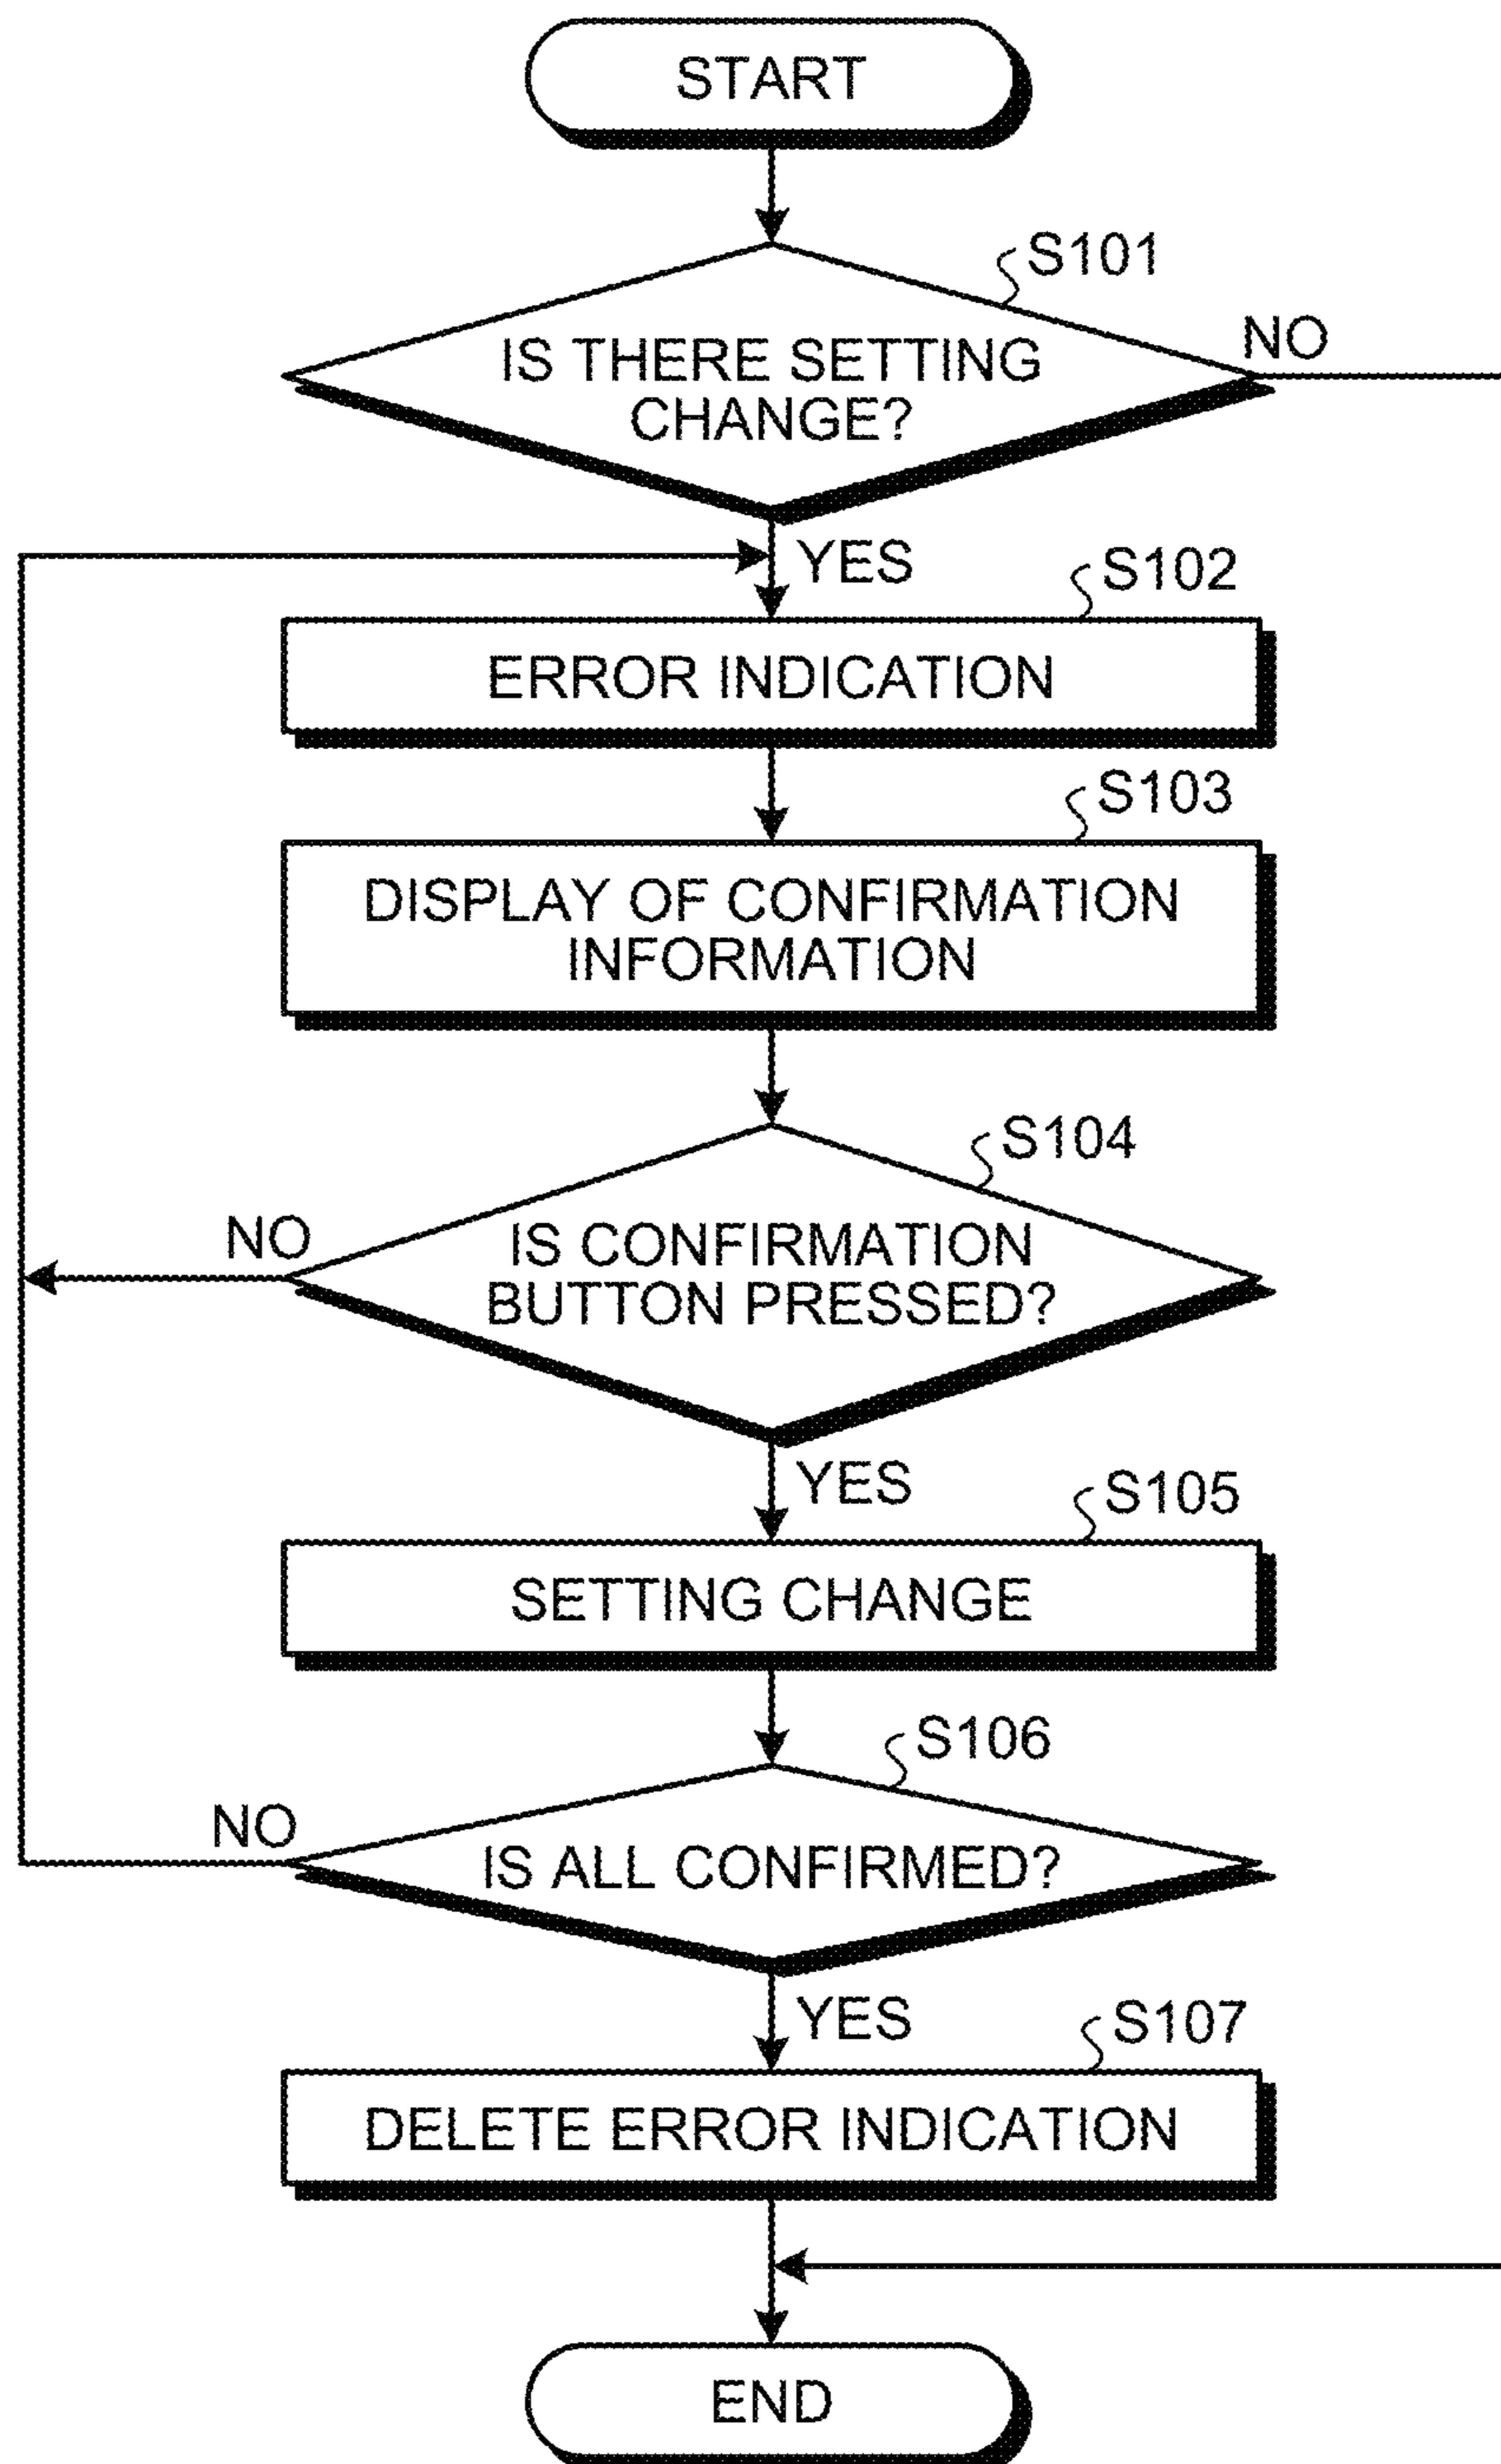 START
S101
IS THERE SETTING
CHANGE?
NO
YES
S102
ERROR INDICATION
S103
DISPLAY OF CONFIRMATION
INFORMATION
S104
NO
IS CONFIRMATION
BUTTON PRESSED?
YES
S105
SETTING CHANGE
S106
NO
IS ALL CONFIRMED?
YES
S107
DELETE ERROR INDICATION
END